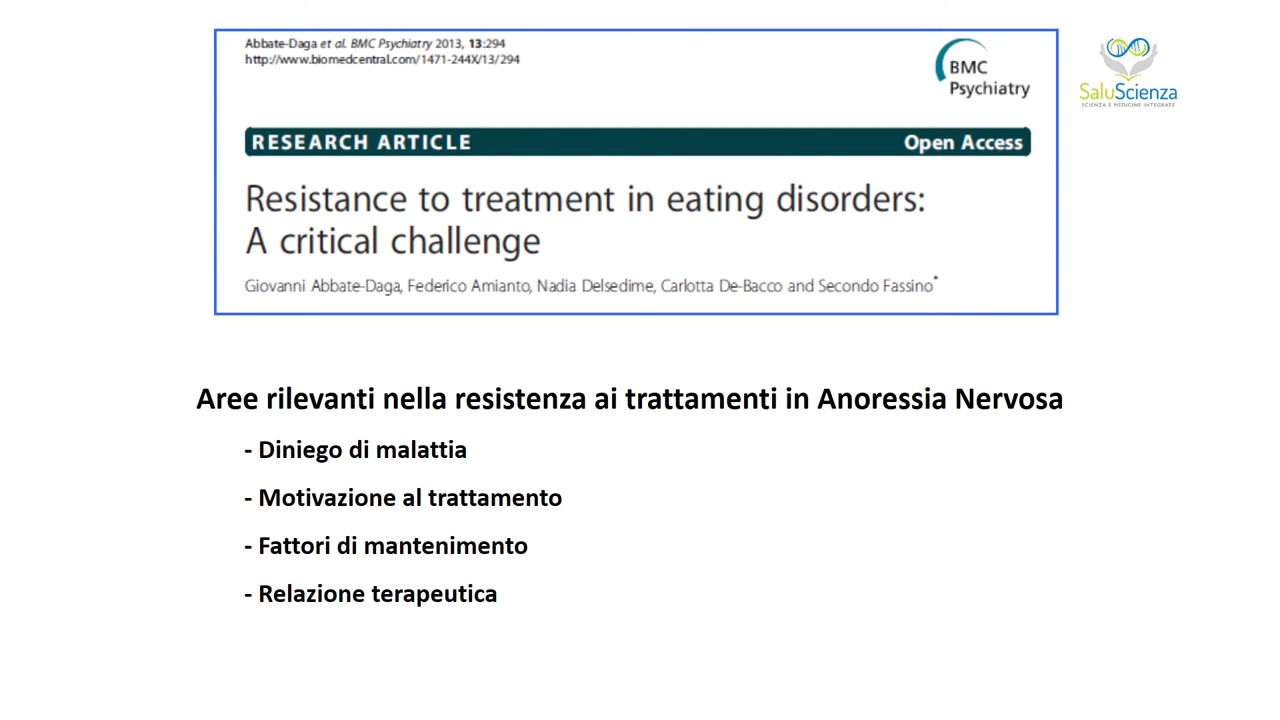 Abbate-Daga et al. BMC Psychiatry 2013, 13:294
http://www.biomedcentral.com/1471-244X/13/294
BMC
Psychiatry
SaluScienza
SCIENZA E MEDICINE INTEGRATE
RESEARCH ARTICLE
Open Access
Resistance to treatment in eating disorders:
A critical challenge
Giovanni Abbate-Daga, Federico Amianto, Nadia Delsedime, Carlotta De-Bacco and Secondo Fassino*
Aree rilevanti nella resistenza ai trattamenti in Anoressia Nervosa
- Diniego di malattia
- Motivazione al trattamento
- Fattori di mantenimento
- Relazione terapeutica